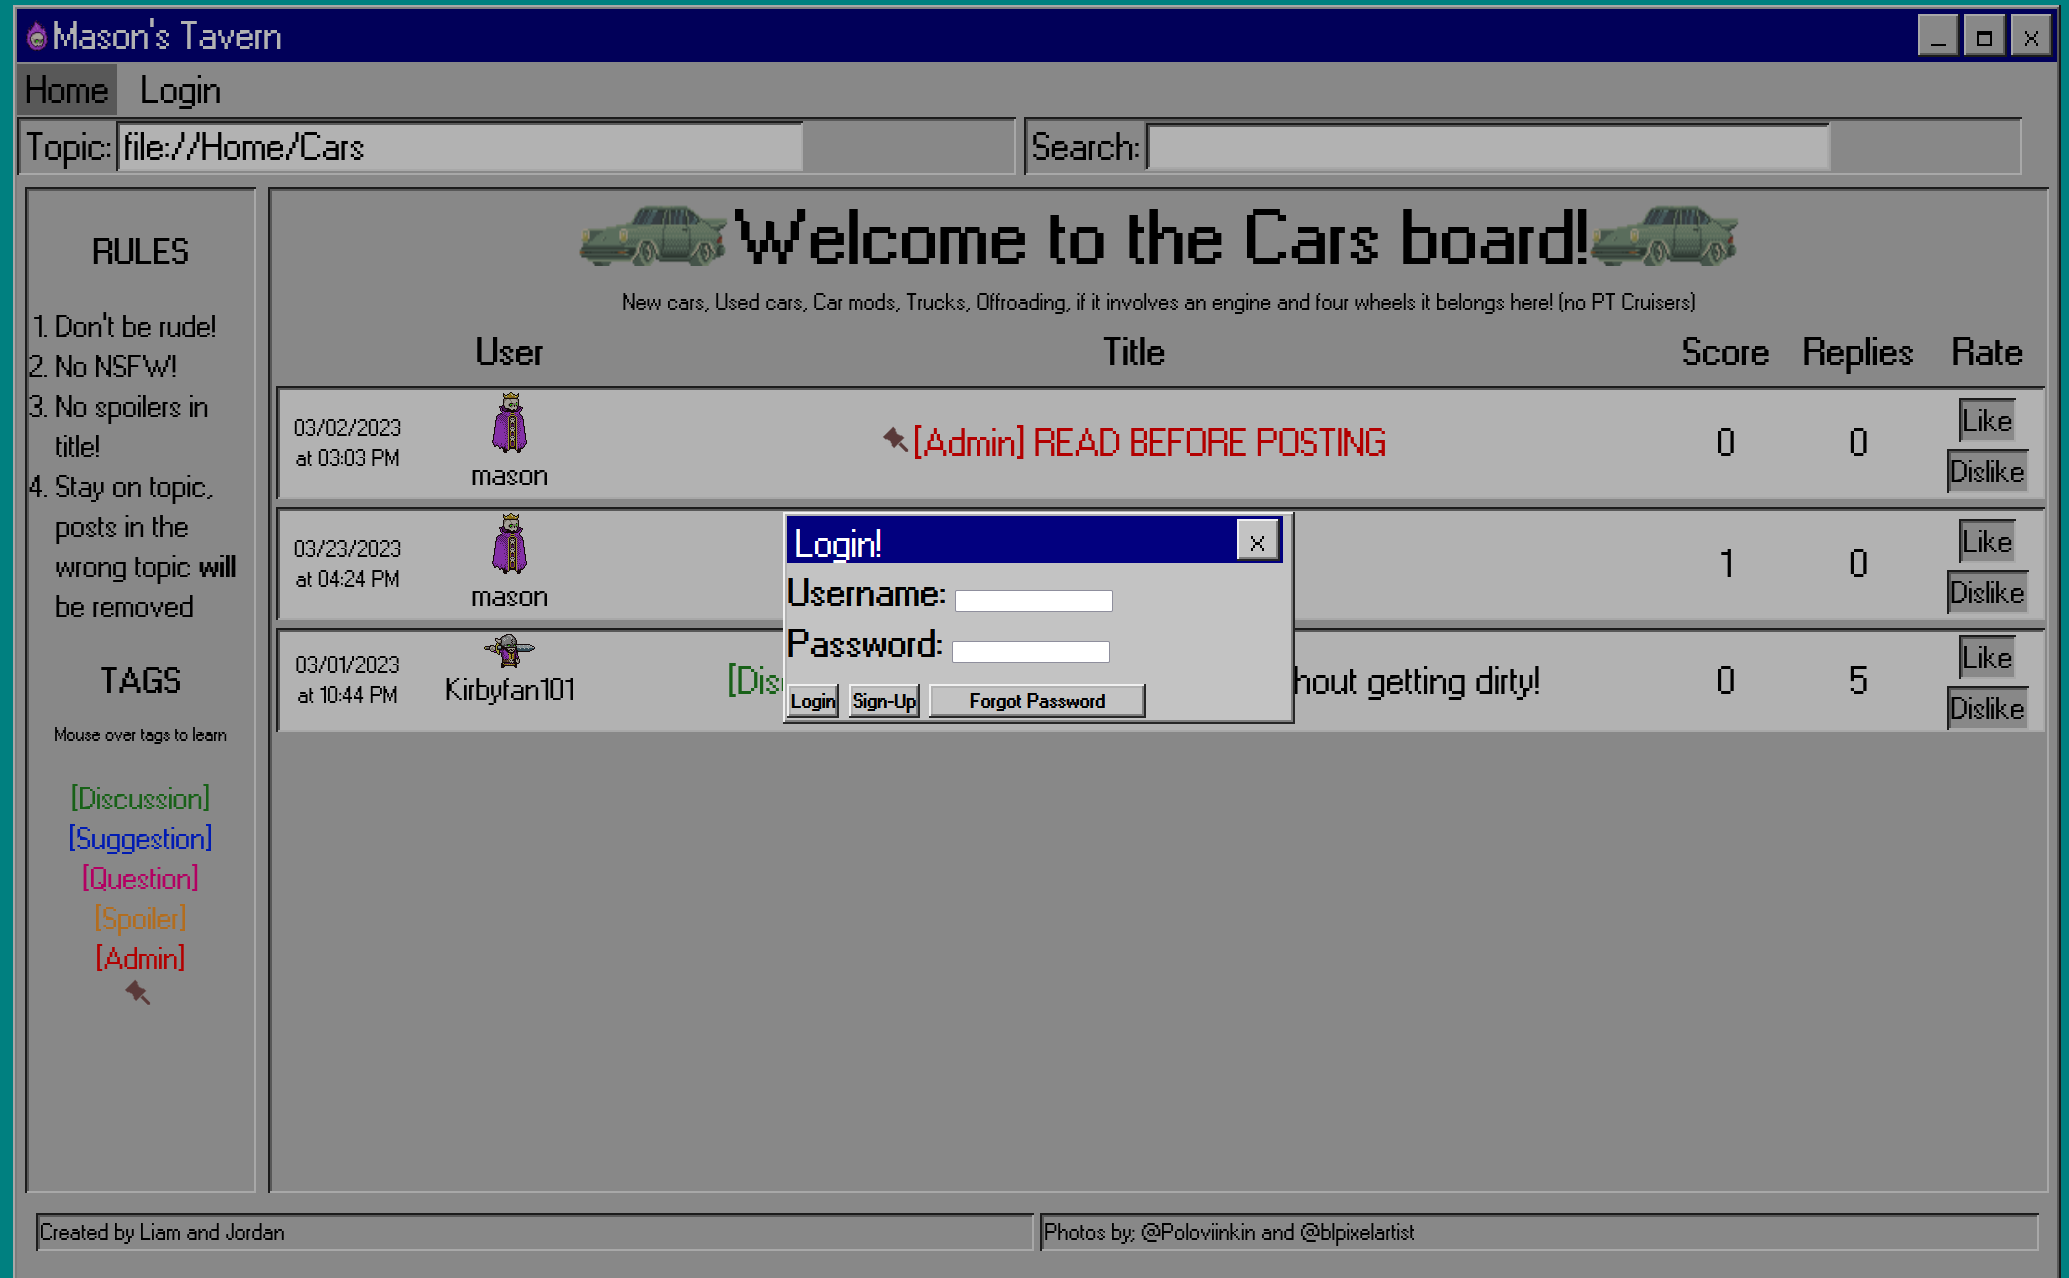 Mason's Tavern
Home Login
Topic: file://Home/Cars Search:
RULES
1. Don't be rude!
2. No NSFW!
3. No spoilers in
title!
4. Stay on topic,
posts in the
wrong topic will
be removed
TAGS
Mouse over tags to learn
[Discussion]
[Suggestion]
[Question]
[Spoiler]
[Admin]
Welcome to the Cars board!
New cars, Used cars, Car mods, Trucks, Offroading, if it involves an engine and four wheels it belongs here! (no PT Cruisers)
User Title Score Replies Rate
03/02/2023
at 03:03 PM
mason
[Admin] READ BEFORE POSTING
0 0
Like
Dislike
03/23/2023
at 04:24 PM
mason
1 0
Like
Dislike
03/01/2023
at 10:44 PM
Kirbyfan101
getting dirty!
0 5
Like
Dislike
Login!
x
Username:
Password:
Login Sign-Up Forgot Password
Created by Liam and Jordan
Photos by; @Poloviinkin and @blpixelartist